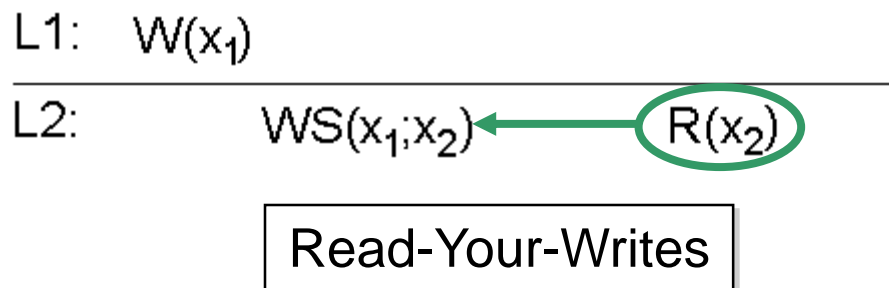 L1: W(x₁)
L2: WS(x₁;x₂) R(x₂)
Read-Your-Writes